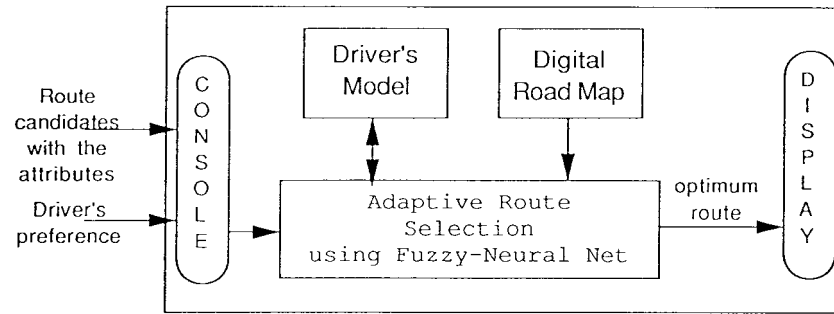 Route
candidates
with the
attributes
Driver's
preference
CONSOLE
Driver's
Model
Digital
Road Map
Adaptive Route
Selection
using Fuzzy-Neural Net
optimum
route
DISPLAY